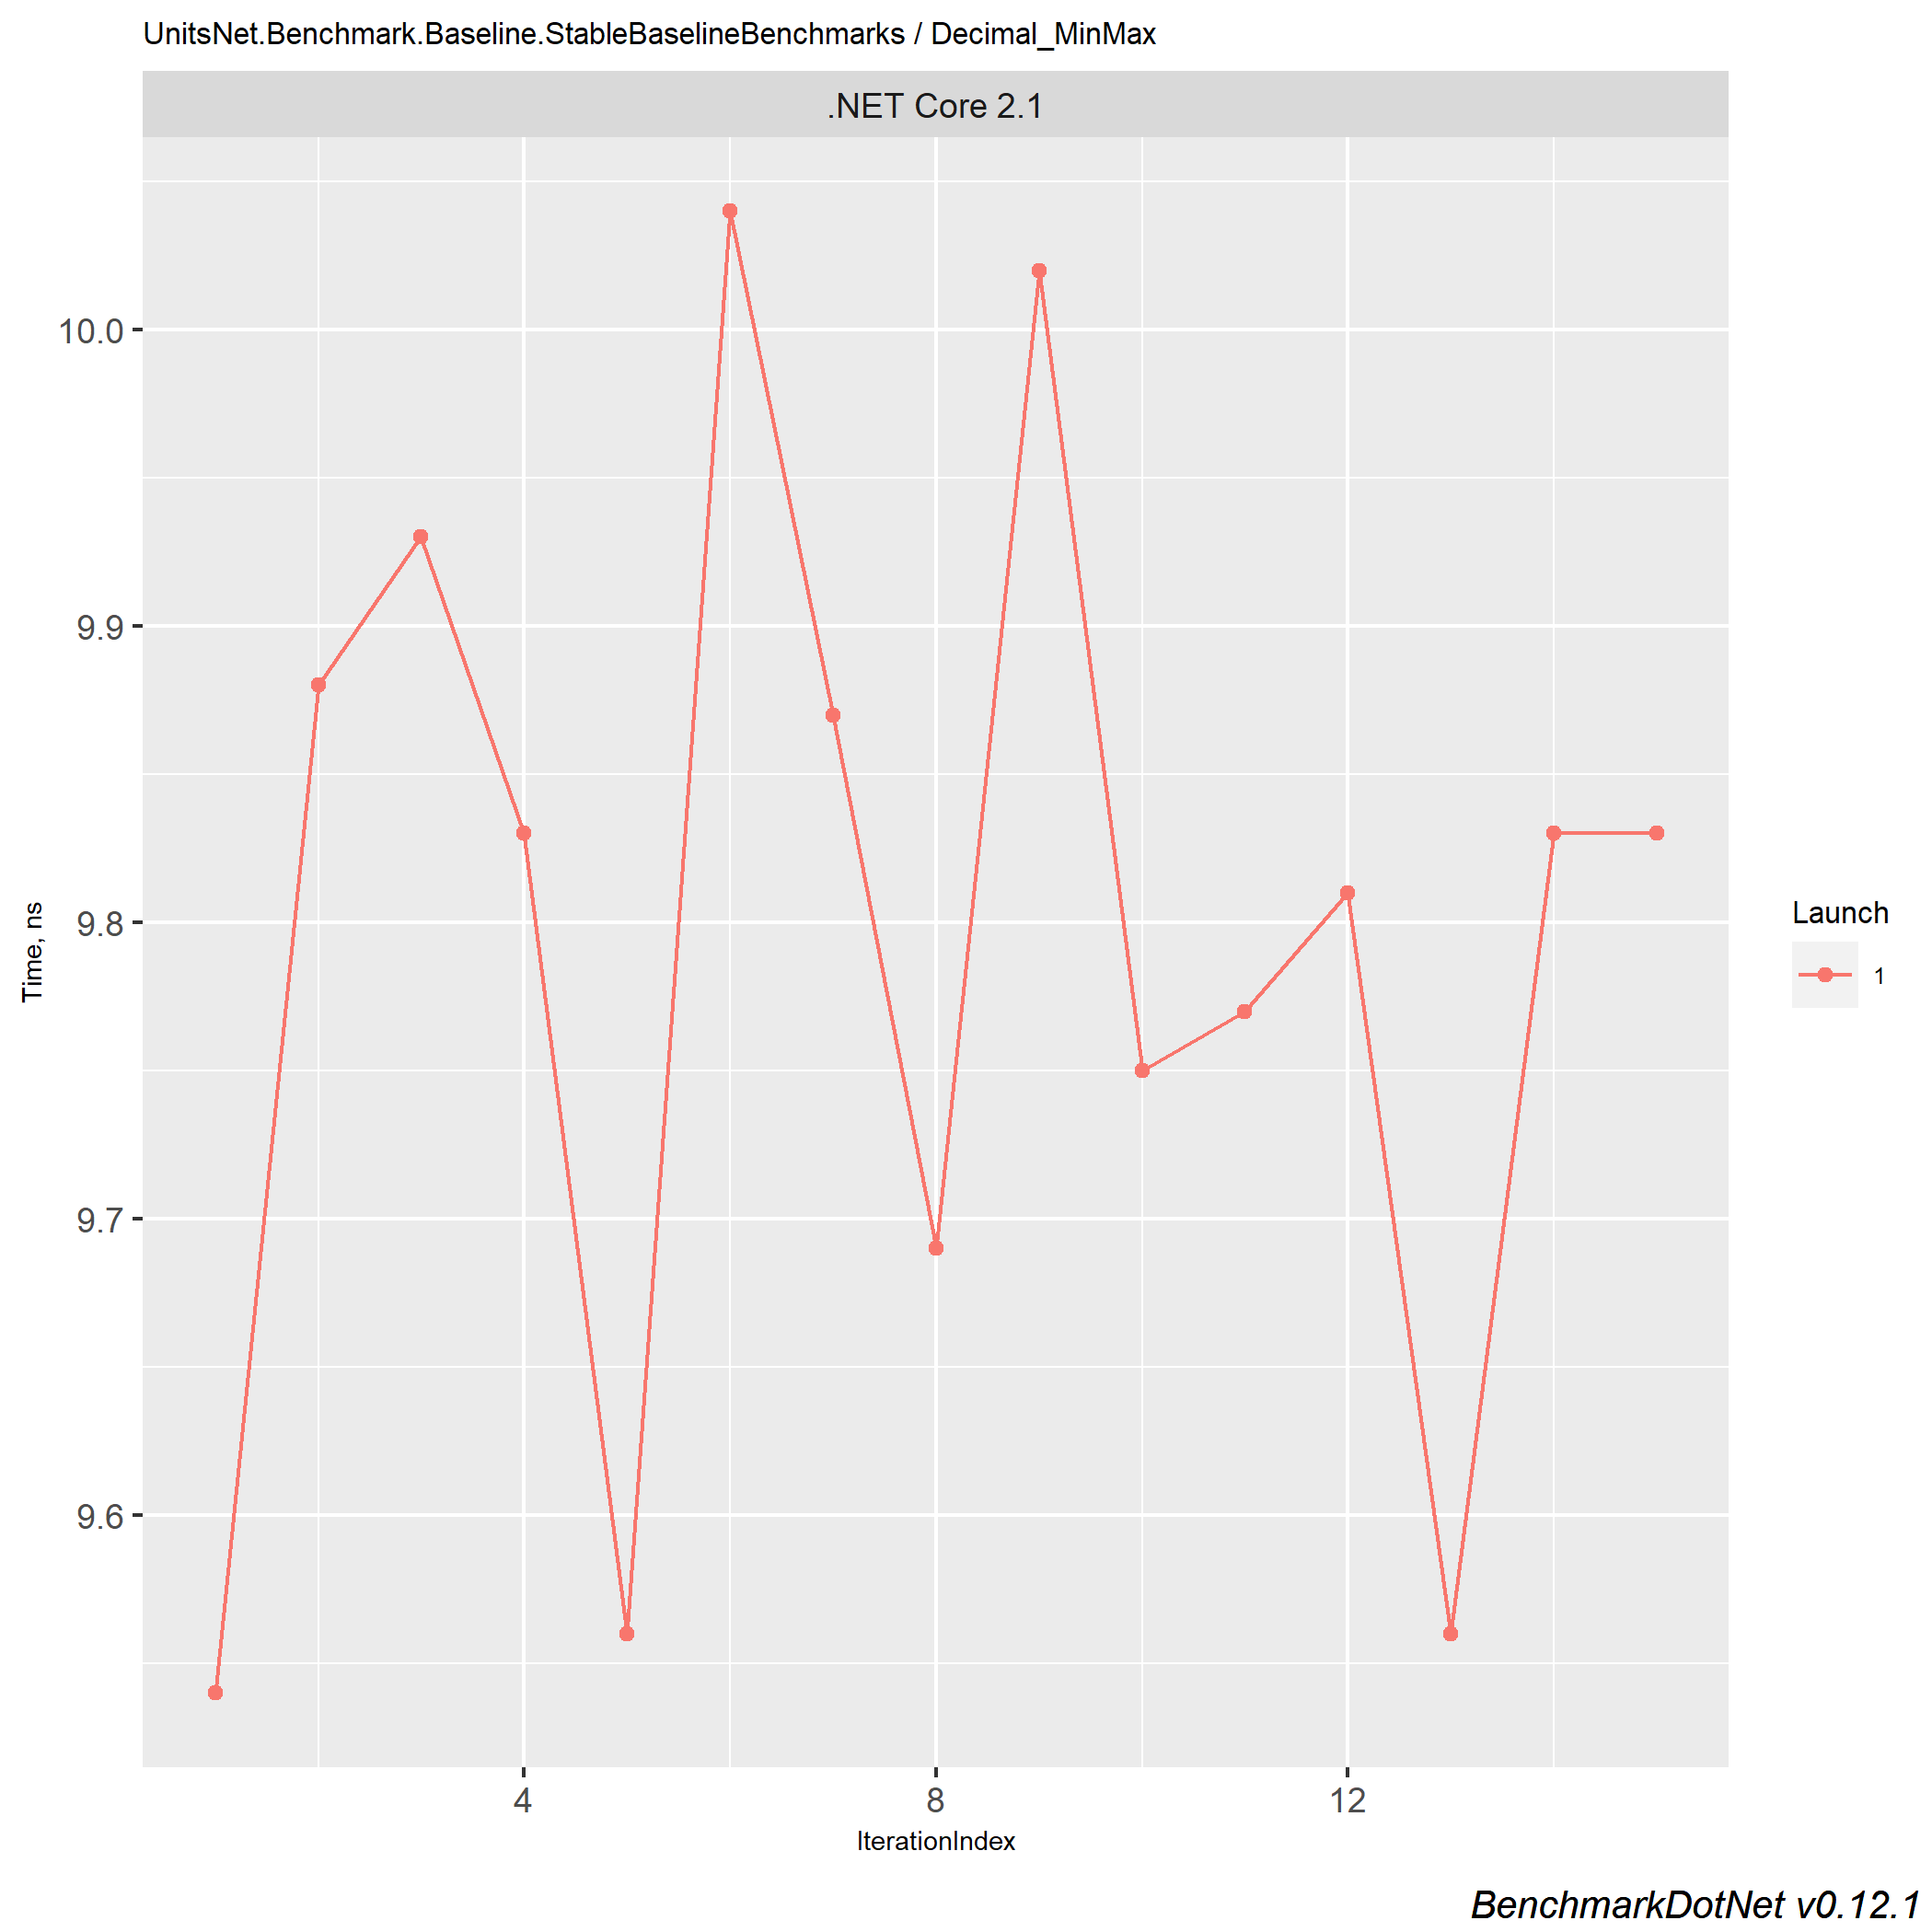 UnitsNet.Benchmark.Baseline.StableBaselineBenchmarks / Decimal_MinMax
.NET Core 2.1
10.0
9.9
9.8
9.7
9.6
Time, ns
4 8 12
IterationIndex
Launch
1
BenchmarkDotNet v0.12.1